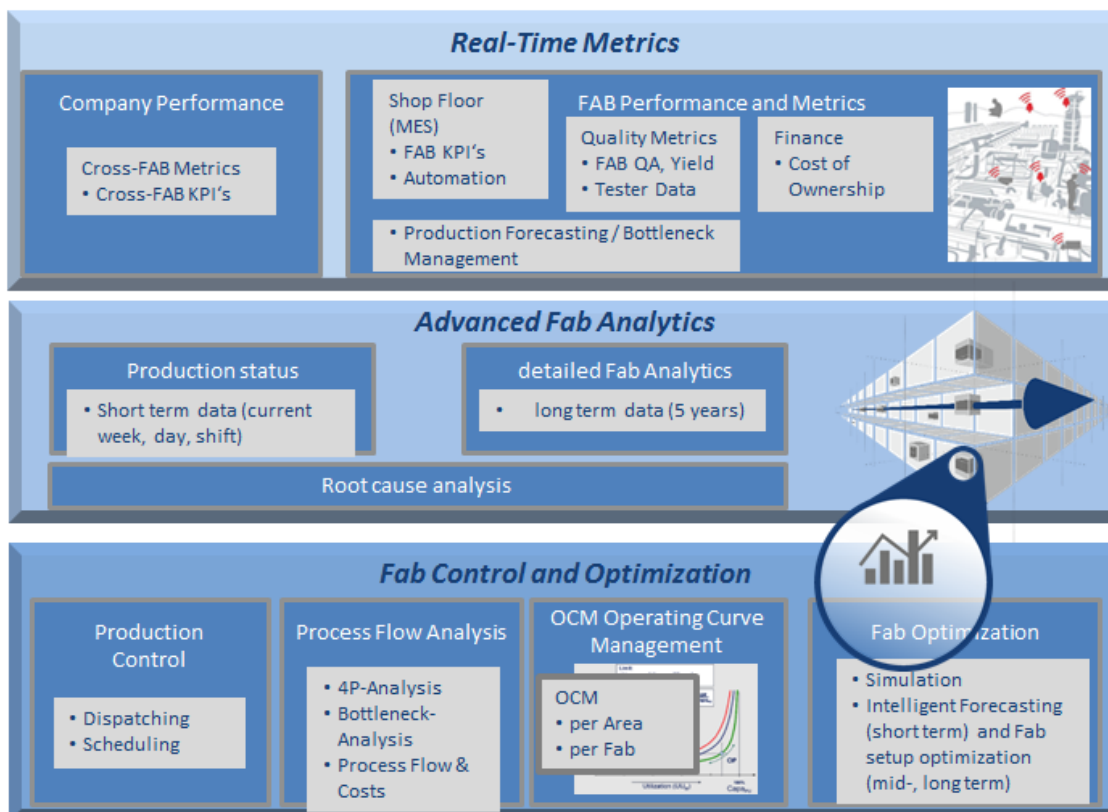 Real-Time Metrics
Company Performance
Cross-FAB Metrics
• Cross-FAB KPI‘s
Shop Floor
(MES)
• FAB KPI‘s
• Automation
FAB Performance and Metrics
Quality Metrics
• FAB QA, Yield
• Tester Data
Finance
• Cost of
Ownership
• Production Forecasting / Bottleneck
Management
Advanced Fab Analytics
Production status
• Short term data (current
week, day, shift)
detailed Fab Analytics
• long term data (5 years)
Root cause analysis
Fab Control and Optimization
Production
Control
• Dispatching
• Scheduling
Process Flow Analysis
• 4P-Analysis
• Bottleneck-
Analysis
• Process Flow &
Costs
OCM Operating Curve
Management
OCM
• per Area
• per Fab
OP
Fab Optimization
• Simulation
• Intelligent Forecasting
(short term) and Fab
setup optimization
(mid-, long term)